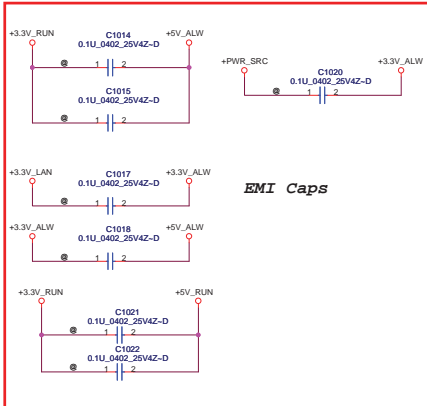 +3.3V_RUN
C1014
0.1U_0402_25V4Z~D
+5V_ALW
@
1
2
C1015
0.1U_0402_25V4Z~D
1
2
+PWR_SRC
C1020
0.1U_0402_25V4Z~D
+3.3V_ALW
@
1
2
+3.3V_LAN
C1017
0.1U_0402_25V4Z~D
+3.3V_ALW
@
1
2
EMI Caps
+3.3V_ALW
C1018
0.1U_0402_25V4Z~D
+5V_ALW
@
1
2
+3.3V_RUN
+5V_RUN
C1021
0.1U_0402_25V4Z~D
@
1
2
C1022
0.1U_0402_25V4Z~D
@
1
2